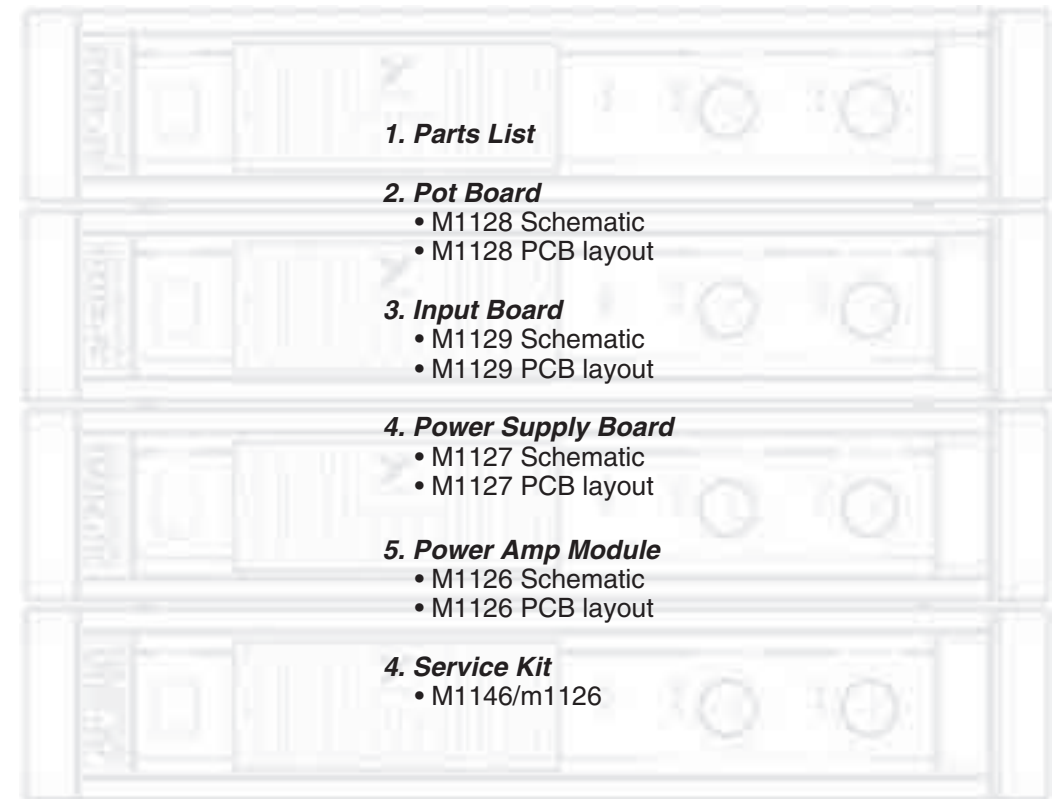 1. Parts List
2. Pot Board
• M1128 Schematic
• M1128 PCB layout
3. Input Board
• M1129 Schematic
• M1129 PCB layout
4. Power Supply Board
• M1127 Schematic
• M1127 PCB layout
5. Power Amp Module
• M1126 Schematic
• M1126 PCB layout
4. Service Kit
• M1146/m1126